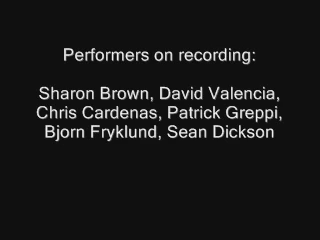 Performers on recording:
Sharon Brown, David Valencia,
Chris Cardenas, Patrick Greppi,
Bjorn Fryklund, Sean Dickson